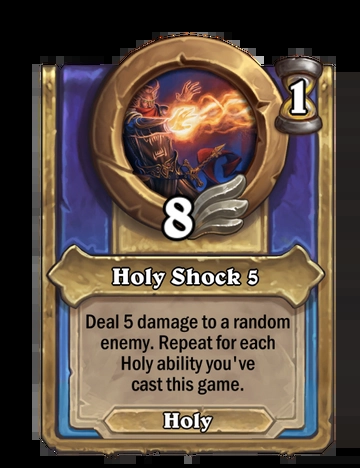 1
8
Holy Shock 5
Deal 5 damage to a random
enemy. Repeat for each
Holy ability you've
cast this game.
Holy